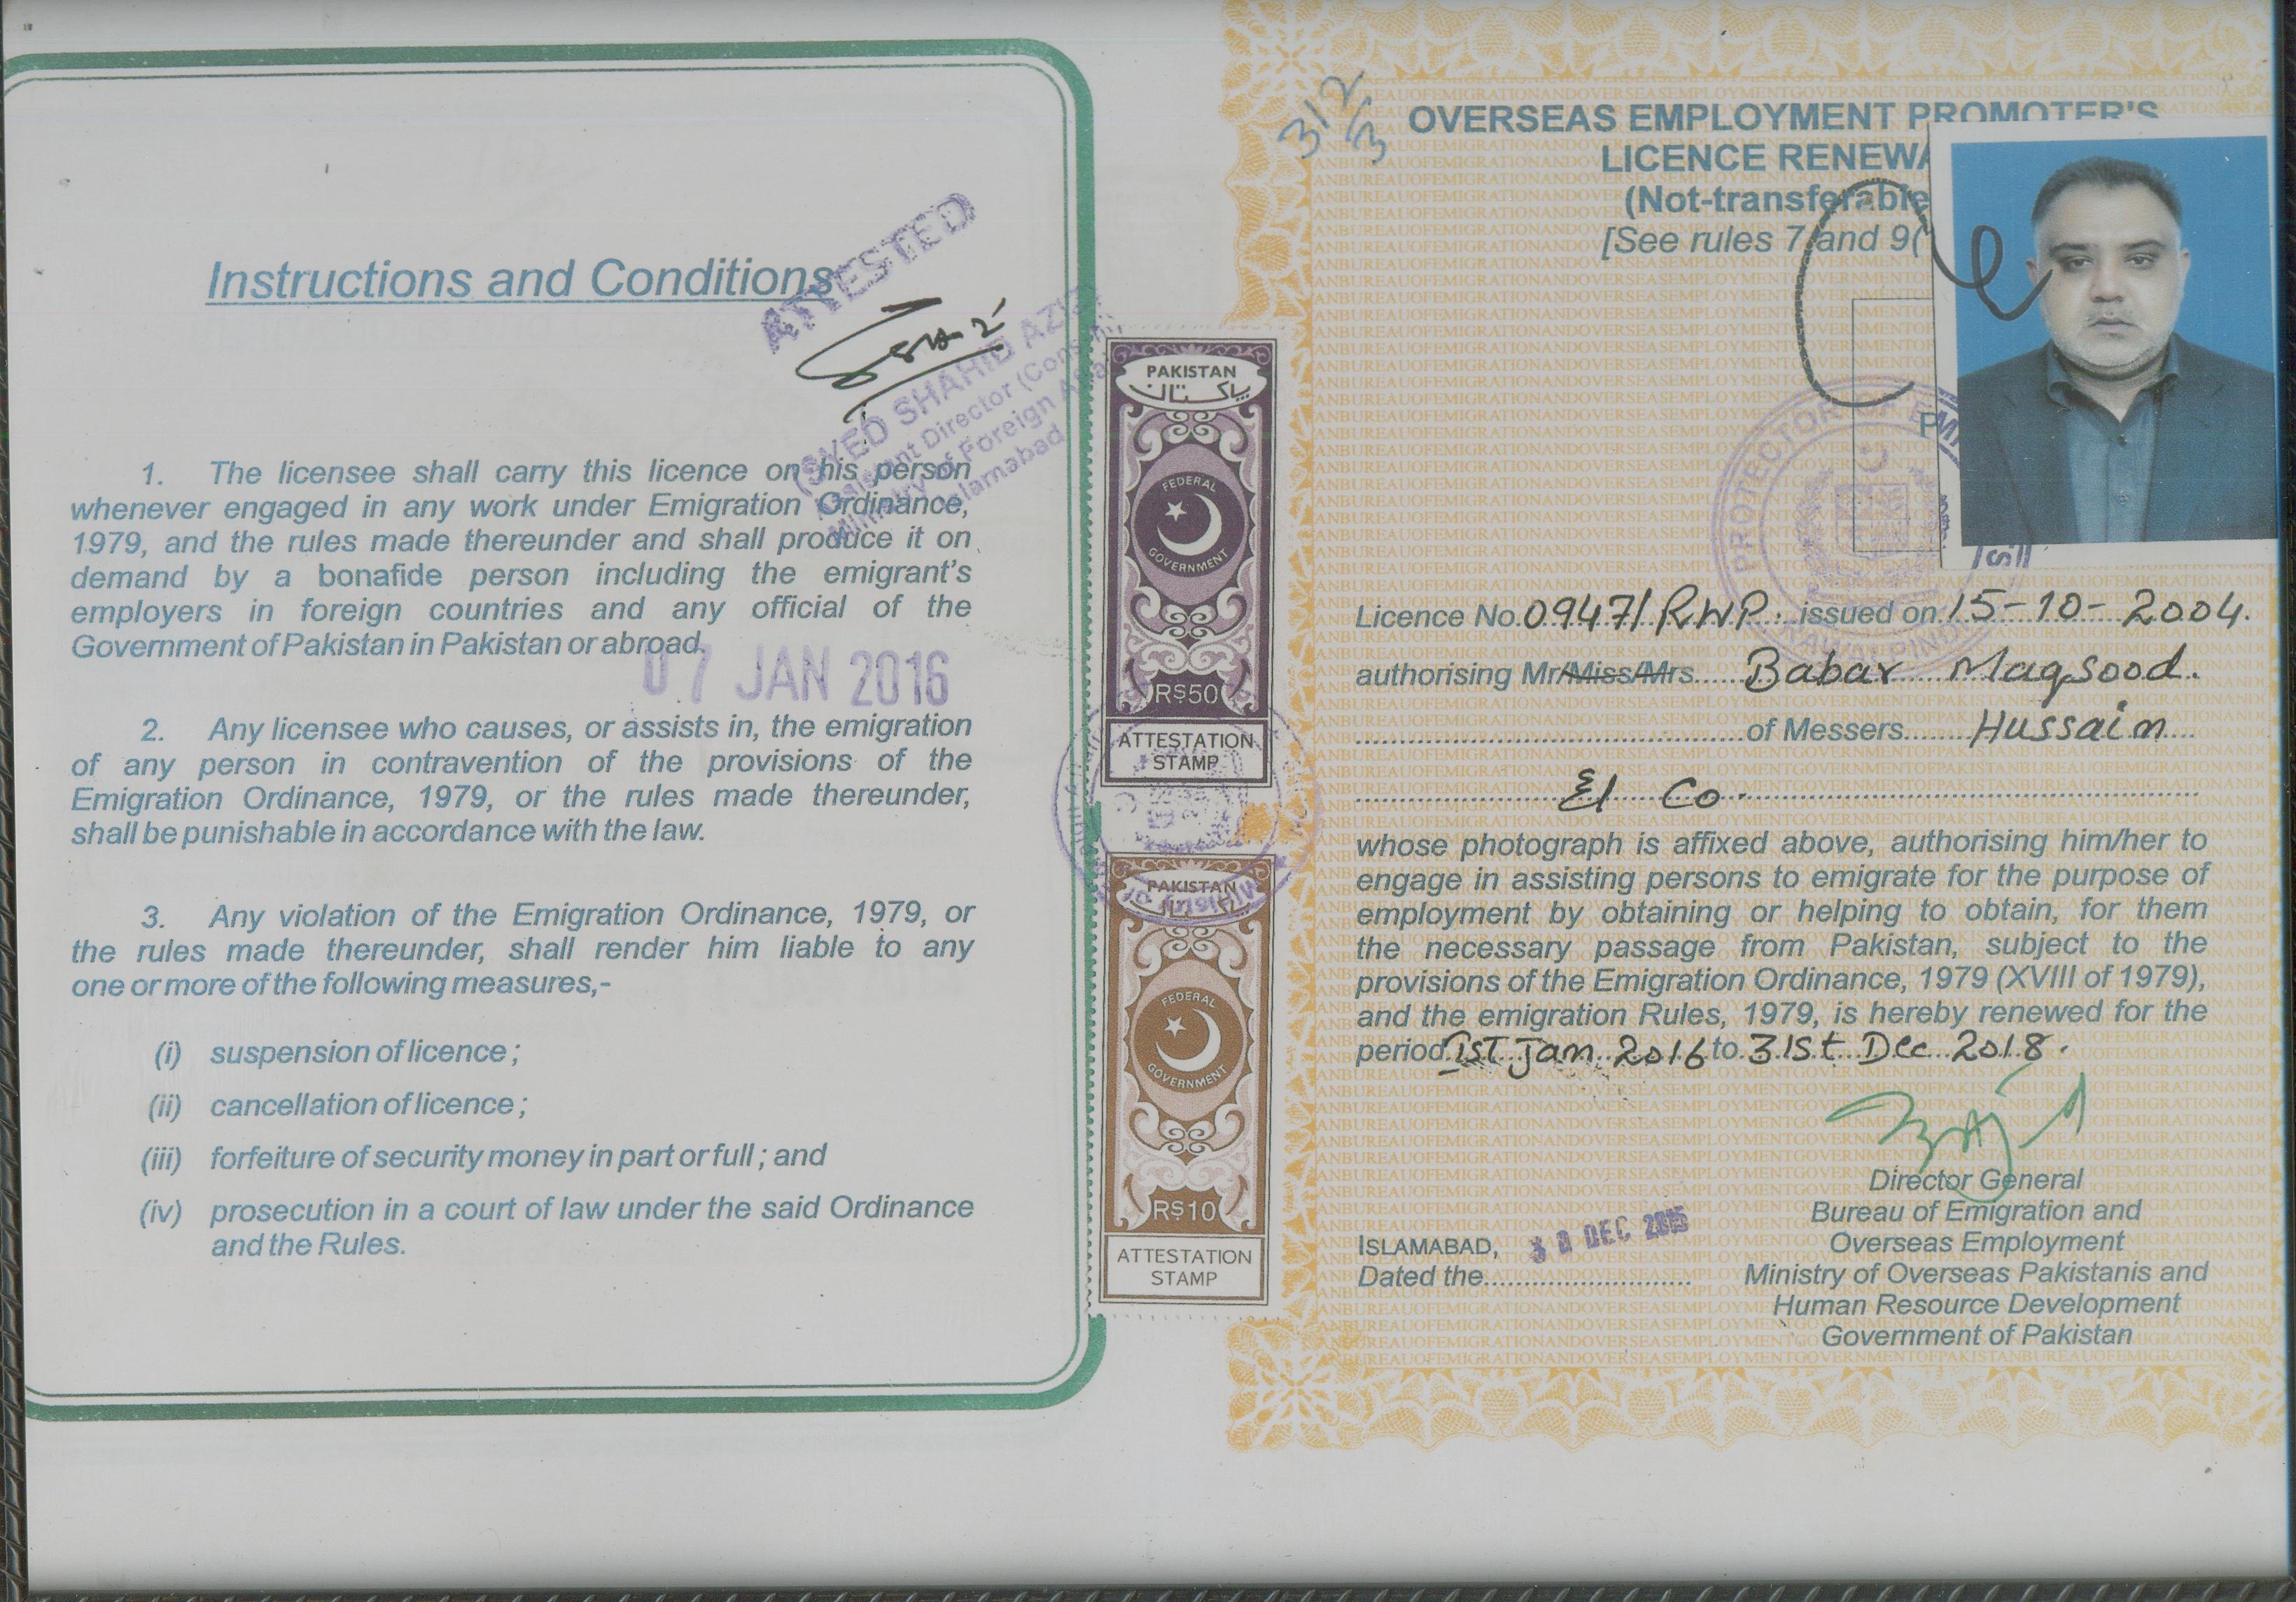 Instructions and Conditions
ATTESTED
(SYED SHAHID AZIZ
Assistant Director
Ministry of Foreign
Islamabad
1. The licensee shall carry this licence on his person
whenever engaged in any work under Emigration Ordinance,
1979, and the rules made thereunder and shall produce it on
demand by a bonafide person including the emigrant's
employers in foreign countries and any official of the
Government of Pakistan in Pakistan or abroad.
07 JAN 2016
2. Any licensee who causes, or assists in, the emigration
of any person in contravention of the provisions of the
Emigration Ordinance, 1979, or the rules made thereunder,
shall be punishable in accordance with the law.
3. Any violation of the Emigration Ordinance, 1979, or
the rules made thereunder, shall render him liable to any
one or more of the following measures,-
(i) suspension of licence ;
(ii) cancellation of licence ;
(iii) forfeiture of security money in part or full ; and
(iv) prosecution in a court of law under the said Ordinance
and the Rules.
PAKISTAN
پاکستان
FEDERAL
GOVERNMENT
RS50
ATTESTATION
STAMP
PAKISTAN
FEDERAL
GOVERNMENT
RS10
ATTESTATION
STAMP
312
/3
OVERSEAS EMPLOYMENT PROMOTER'S
LICENCE RENEWA
(Not-transferable
[See rules 7 and 9(
PROTECTOR OF EMI
RAWALPINDI
Licence No. 0947/RWP. issued on 15-10-2004.
authorising Mr/Miss/Mrs. Babar Maqsood.
of Messers Hussain
El Co.
whose photograph is affixed above, authorising him/her to
engage in assisting persons to emigrate for the purpose of
employment by obtaining or helping to obtain, for them
the necessary passage from Pakistan, subject to the
provisions of the Emigration Ordinance, 1979 (XVIII of 1979),
and the emigration Rules, 1979, is hereby renewed for the
period 1st Jan 2016 to 31st Dec 2018.
Director General
Bureau of Emigration and
Overseas Employment
Ministry of Overseas Pakistanis and
Human Resource Development
Government of Pakistan
ISLAMABAD,
30 DEC 2015
Dated the